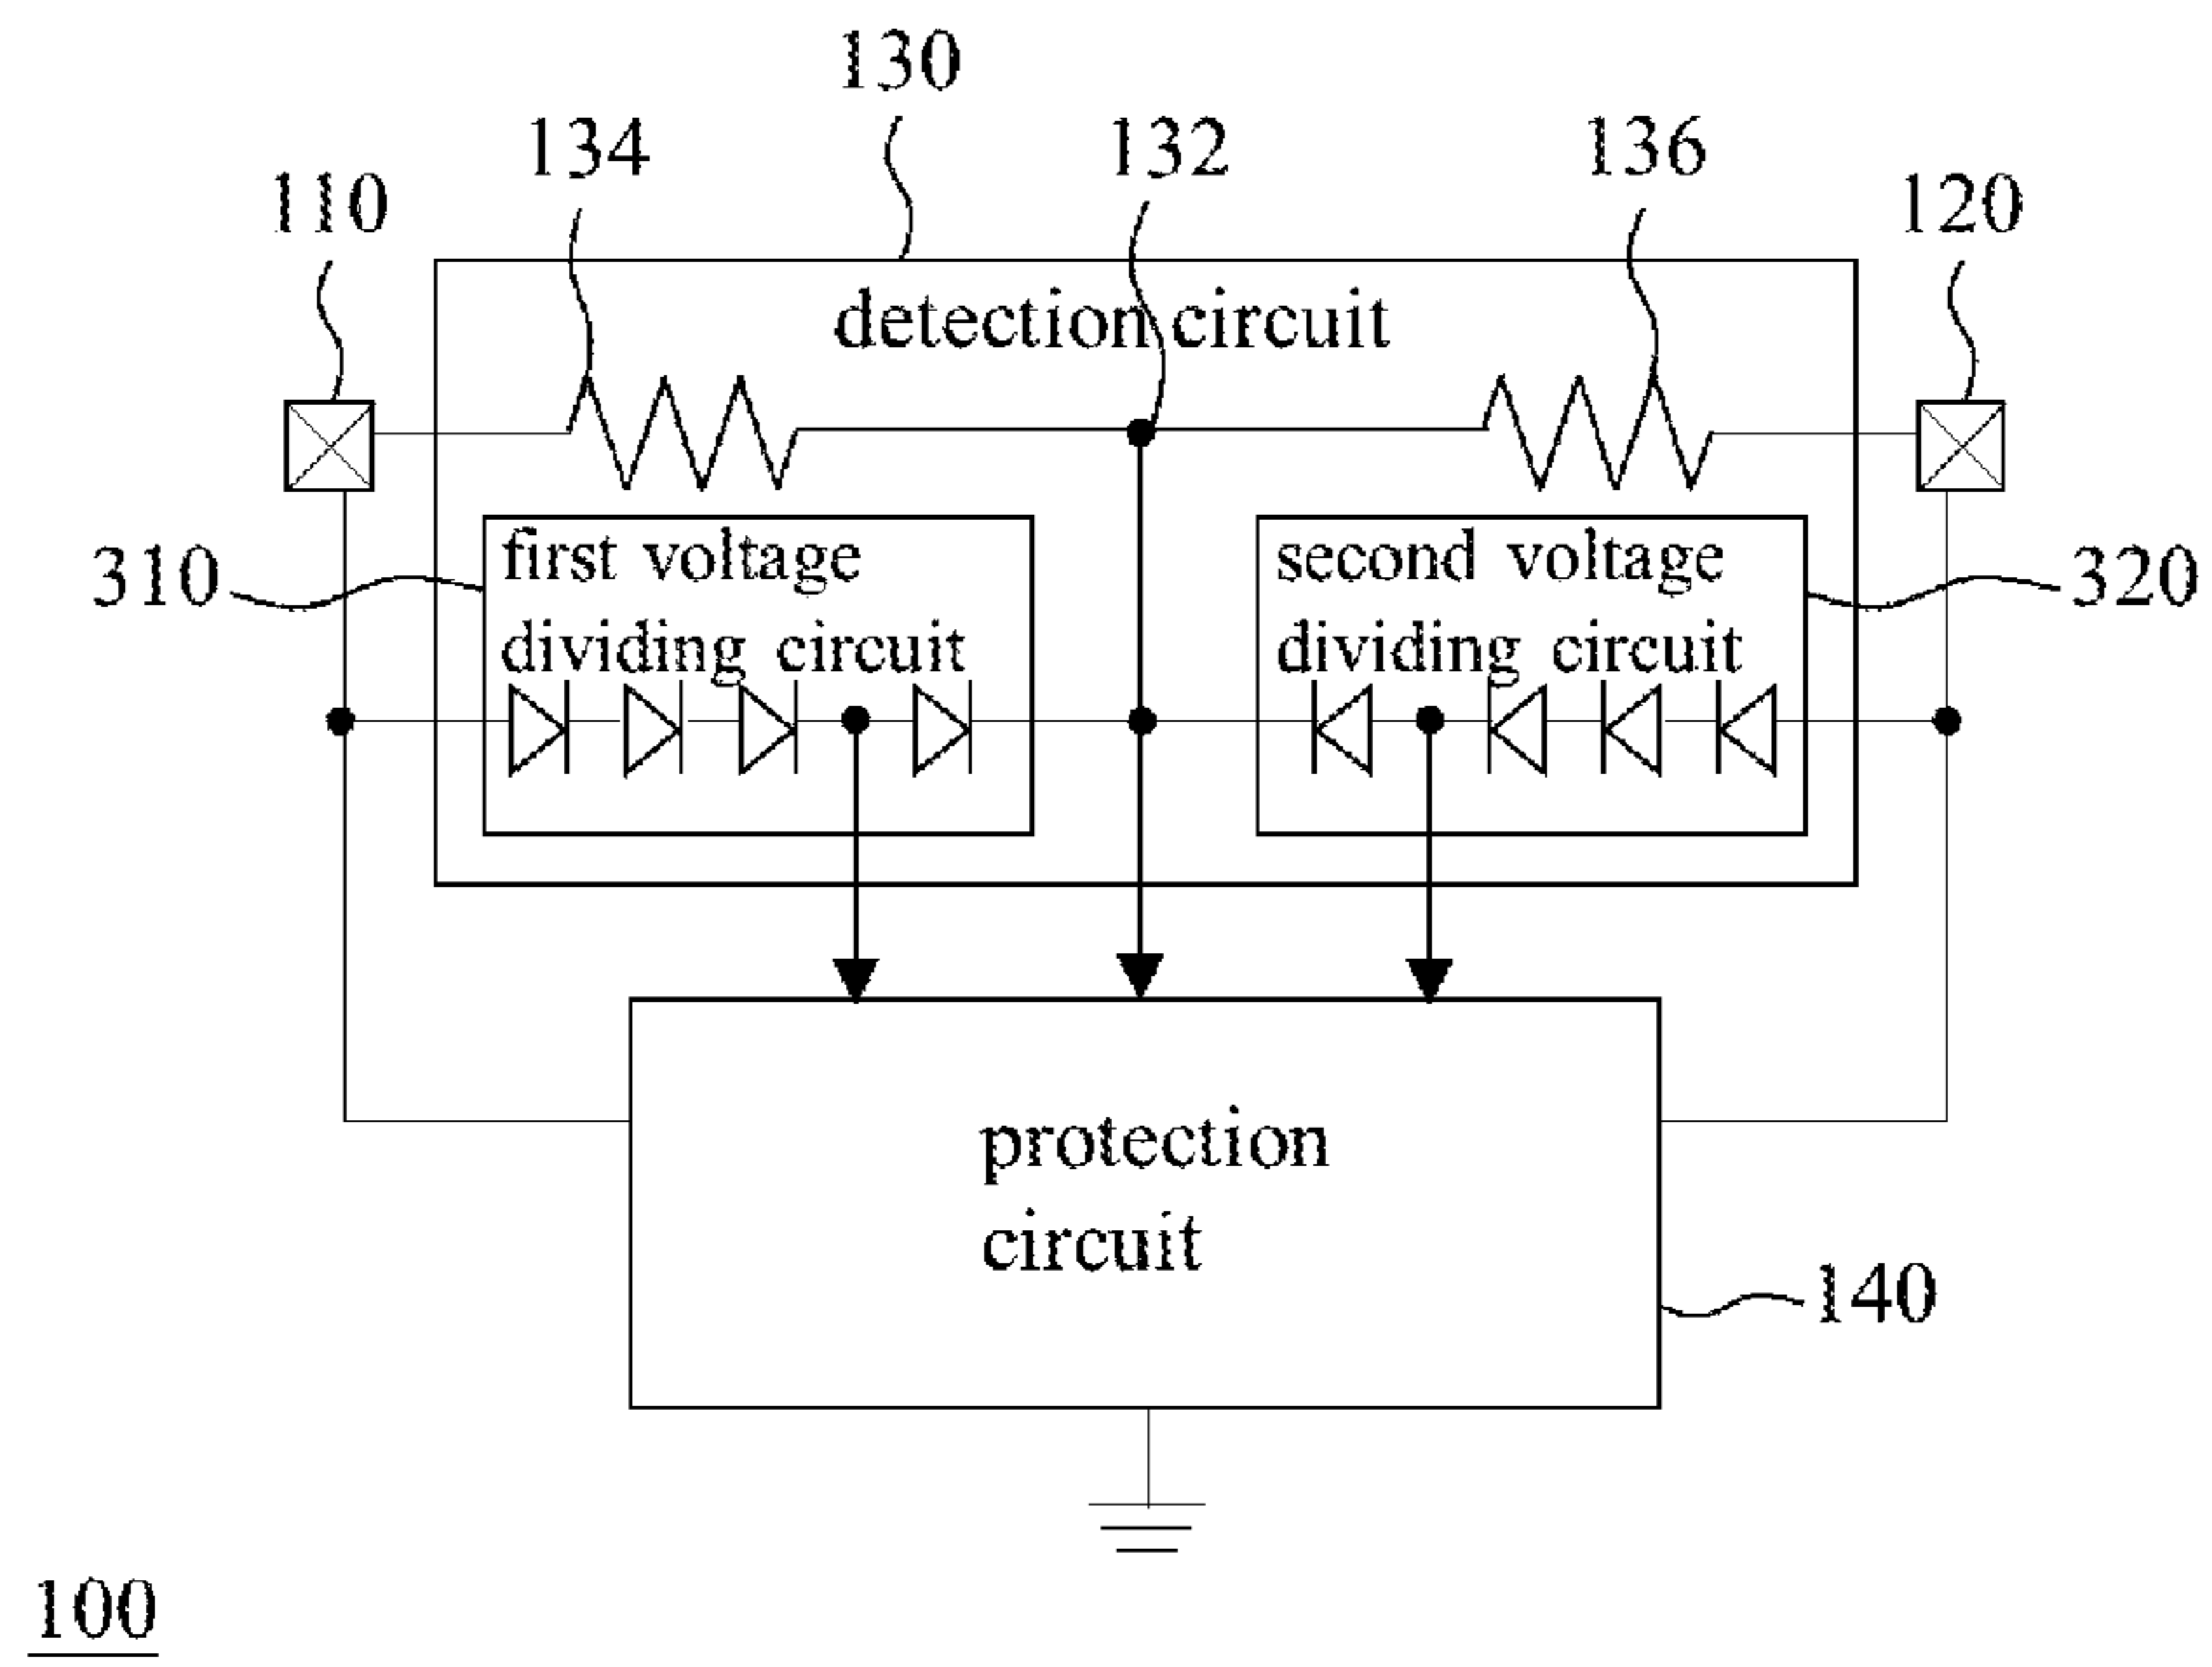 130
134
132
136
110
120
detection circuit
first voltage
dividing circuit
second voltage
dividing circuit
310
320
protection
circuit
140
100